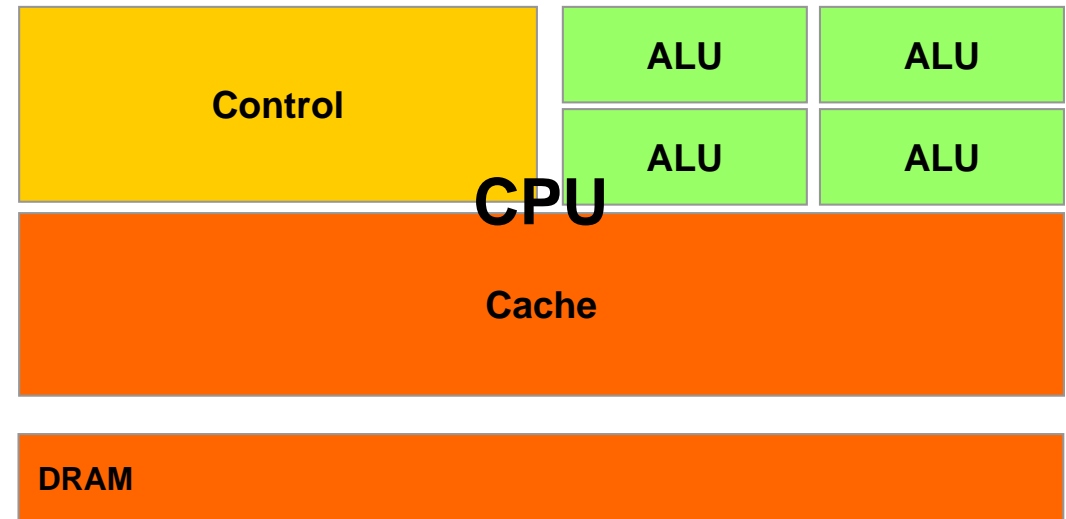 ALU ALU
Control
ALU ALU
CPU
Cache
DRAM